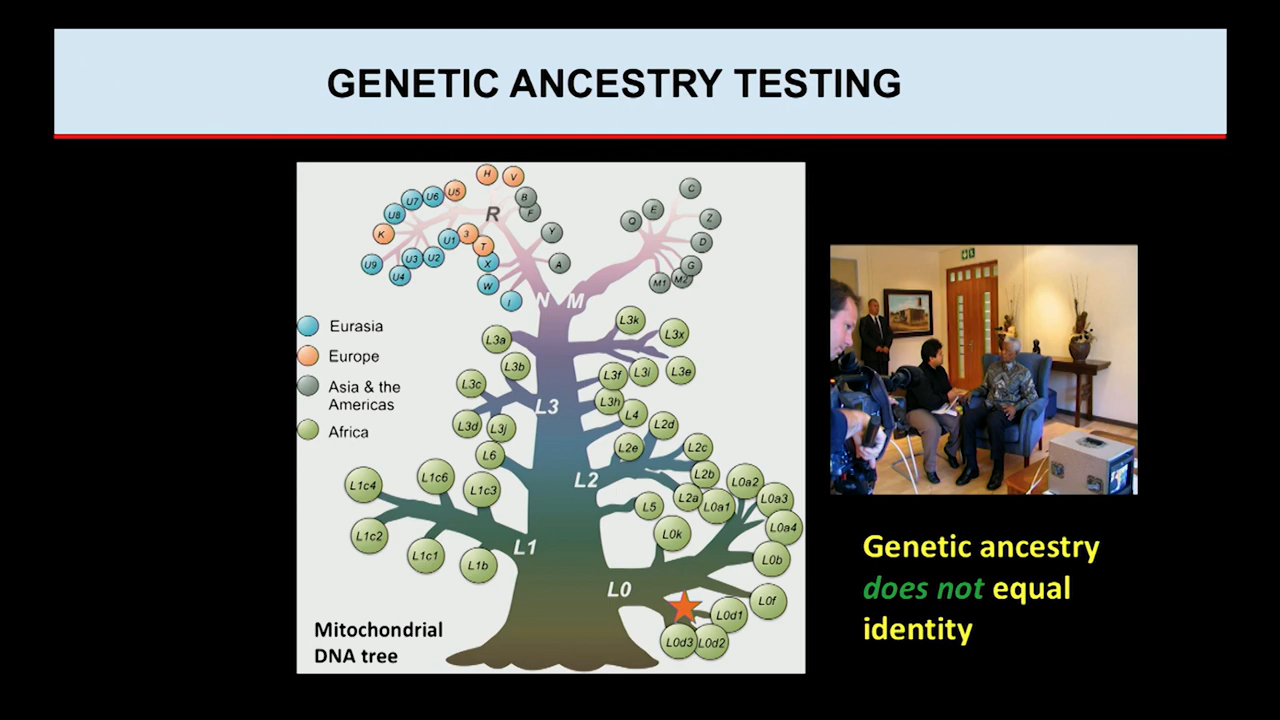 GENETIC ANCESTRY TESTING
H
V
U5
U6
U7
U8
K
B
F
R
Y
A
U9
U4
U3
U2
U1
3
T
X
W
I
N
M
C
E
Q
Z
D
G
M2
M1
Eurasia
Europe
Asia & the
Americas
Africa
L3a
L3b
L3c
L3d
L3j
L6
L3
L3k
L3x
L3f
L3i
L3e
L3h
L4
L2d
L2e
L2c
L2b
L2a
L2
L1c4
L1c6
L1c3
L1c2
L1c1
L1b
L1
L5
L0k
L0a1
L0a2
L0a3
L0a4
L0b
L0f
L0
L0d1
L0d3
L0d2
Mitochondrial
DNA tree
Genetic ancestry
does not equal
identity